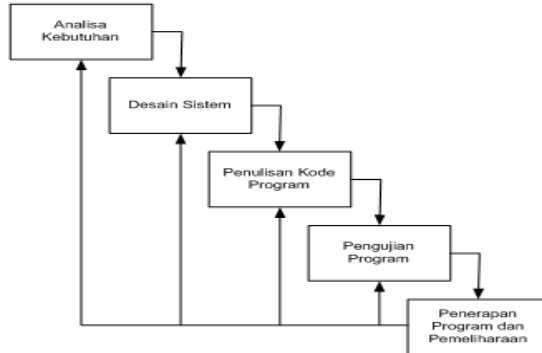 Analisa
Kebutuhan
Desain Sistem
Penulisan Kode
Program
Pengujian
Program
Penerapan
Program dan
Pemeliharaan